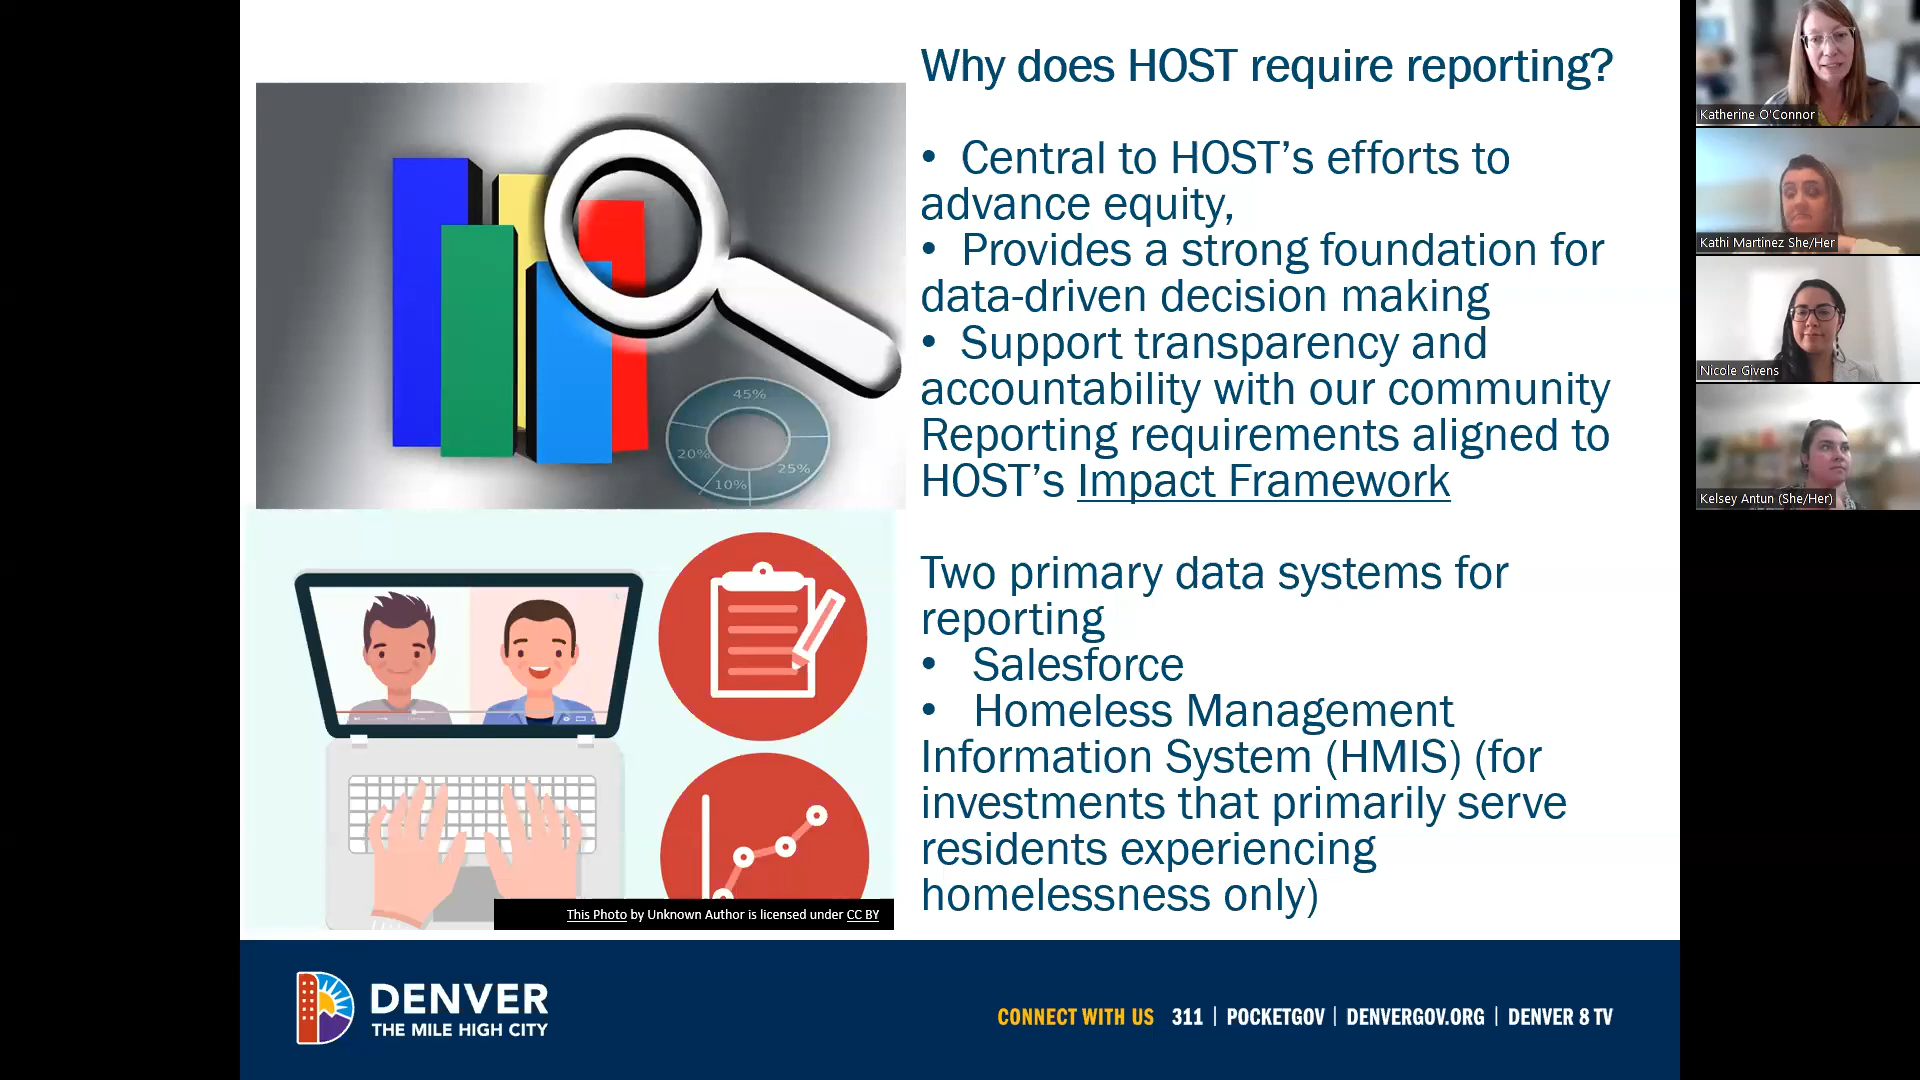 Why does HOST require reporting?
• Central to HOST’s efforts to
advance equity,
• Provides a strong foundation for
data-driven decision making
• Support transparency and
accountability with our community
Reporting requirements aligned to
HOST’s Impact Framework
Two primary data systems for
reporting
• Salesforce
• Homeless Management
Information System (HMIS) (for
investments that primarily serve
residents experiencing
homelessness only)
45%
20%
25%
10%
This Photo by Unknown Author is licensed under CC BY
DENVER
THE MILE HIGH CITY
CONNECT WITH US 311 | POCKETGOV | DENVERGOV.ORG | DENVER 8 TV
Katherine O'Connor
Kathi Martinez She/Her
Nicole Givens
Kelsey Antun (She/Her)